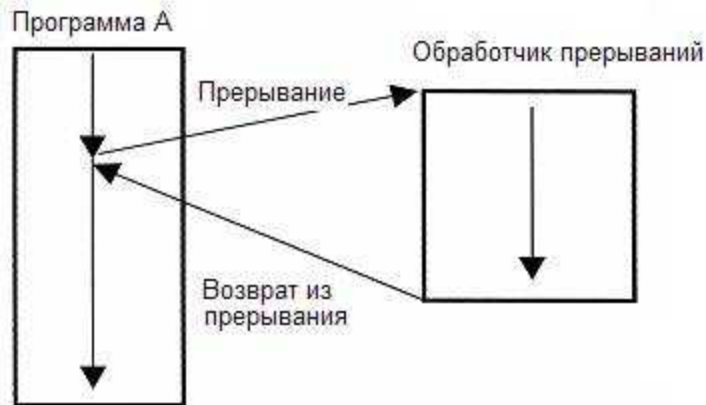 Программа А
Обработчик прерываний
Прерывание
Возврат из
прерывания